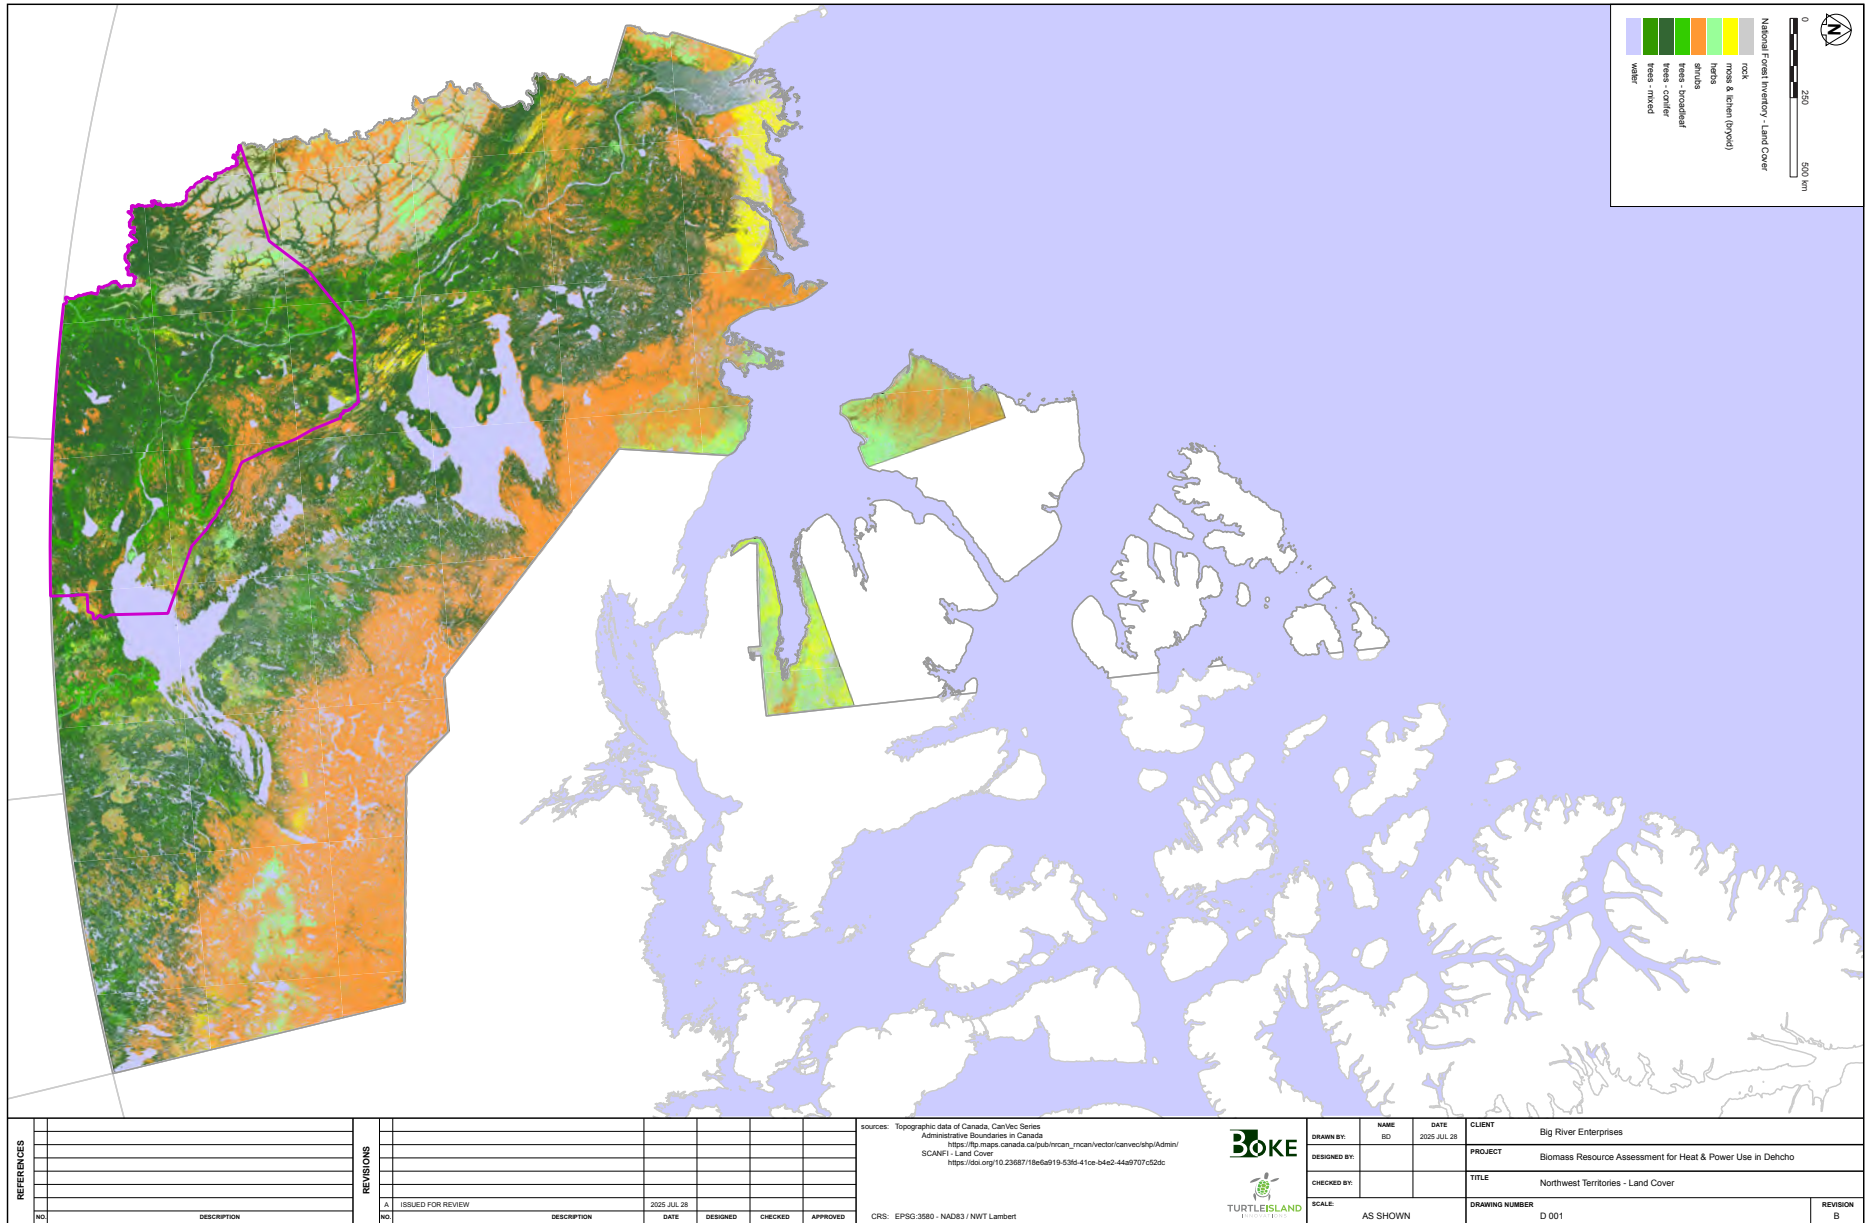 N
0 250 500 km
National Forest Inventory - Land Cover
rock
moss & lichen (bryoid)
herbs
shrubs
trees - broadleaf
trees - conifer
trees - mixed
water
REFERENCES
NO. DESCRIPTION
REVISIONS
A ISSUED FOR REVIEW 2025 JUL 28
NO. DESCRIPTION DATE DESIGNED CHECKED APPROVED
sources: Topographic data of Canada, CanVec Series
Administrative Boundaries in Canada
https://ftp.maps.canada.ca/pub/nrcan_rncan/vector/canvec/shp/Admin/
SCANFI - Land Cover
https://doi.org/10.23687/18e6a919-53fd-41ce-b4e2-44a9707c52dc
CRS: EPSG:3580 - NAD83 / NWT Lambert
BOKE
TURTLEISLAND
INNOVATIONS
NAME DATE
DRAWN BY: BD 2025 JUL 28
DESIGNED BY:
CHECKED BY:
SCALE: AS SHOWN
CLIENT Big River Enterprises
PROJECT Biomass Resource Assessment for Heat & Power Use in Dehcho
TITLE Northwest Territories - Land Cover
DRAWING NUMBER D 001
REVISION B